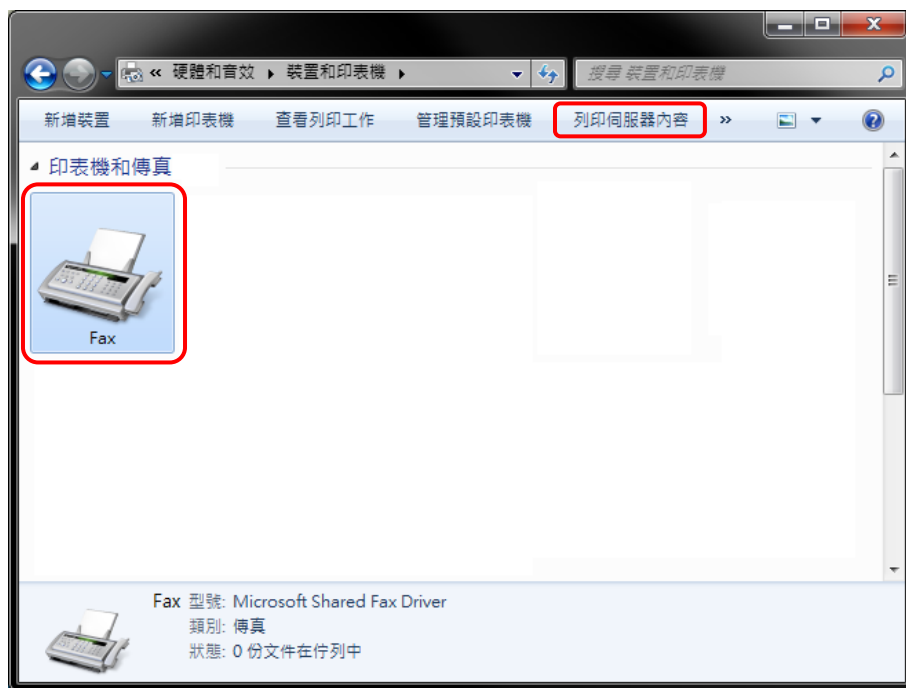 « 硬體和音效 ▸ 裝置和印表機 ▸ 搜尋 裝置和印表機
新增裝置 新增印表機 查看列印工作 管理預設印表機 列印伺服器內容 »
印表機和傳真
Fax
Fax 型號: Microsoft Shared Fax Driver
類別: 傳真
狀態: 0 份文件在佇列中